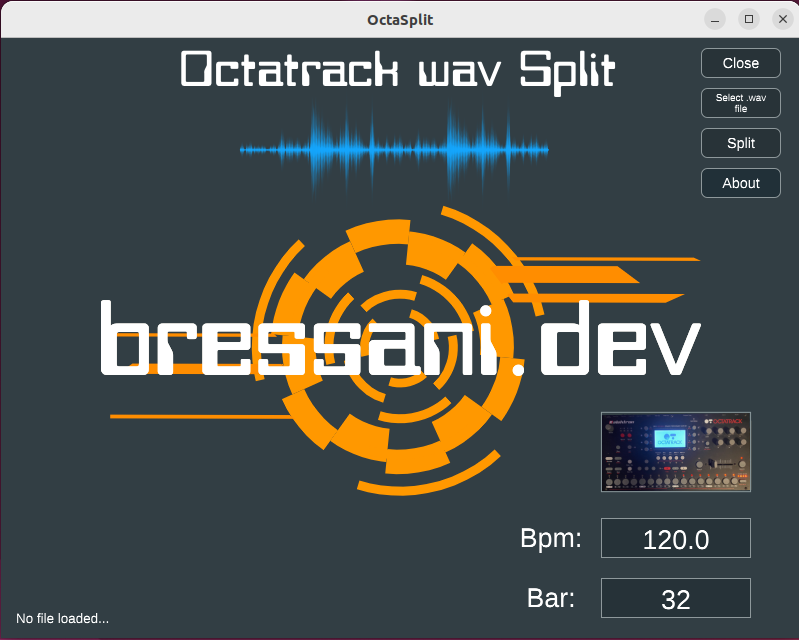 OctaSplit
Octatrack wav Split
Close
Select .wav
file
Split
About
bressani.dev
OCTATRACK
Bpm:
120.0
Bar:
32
No file loaded...